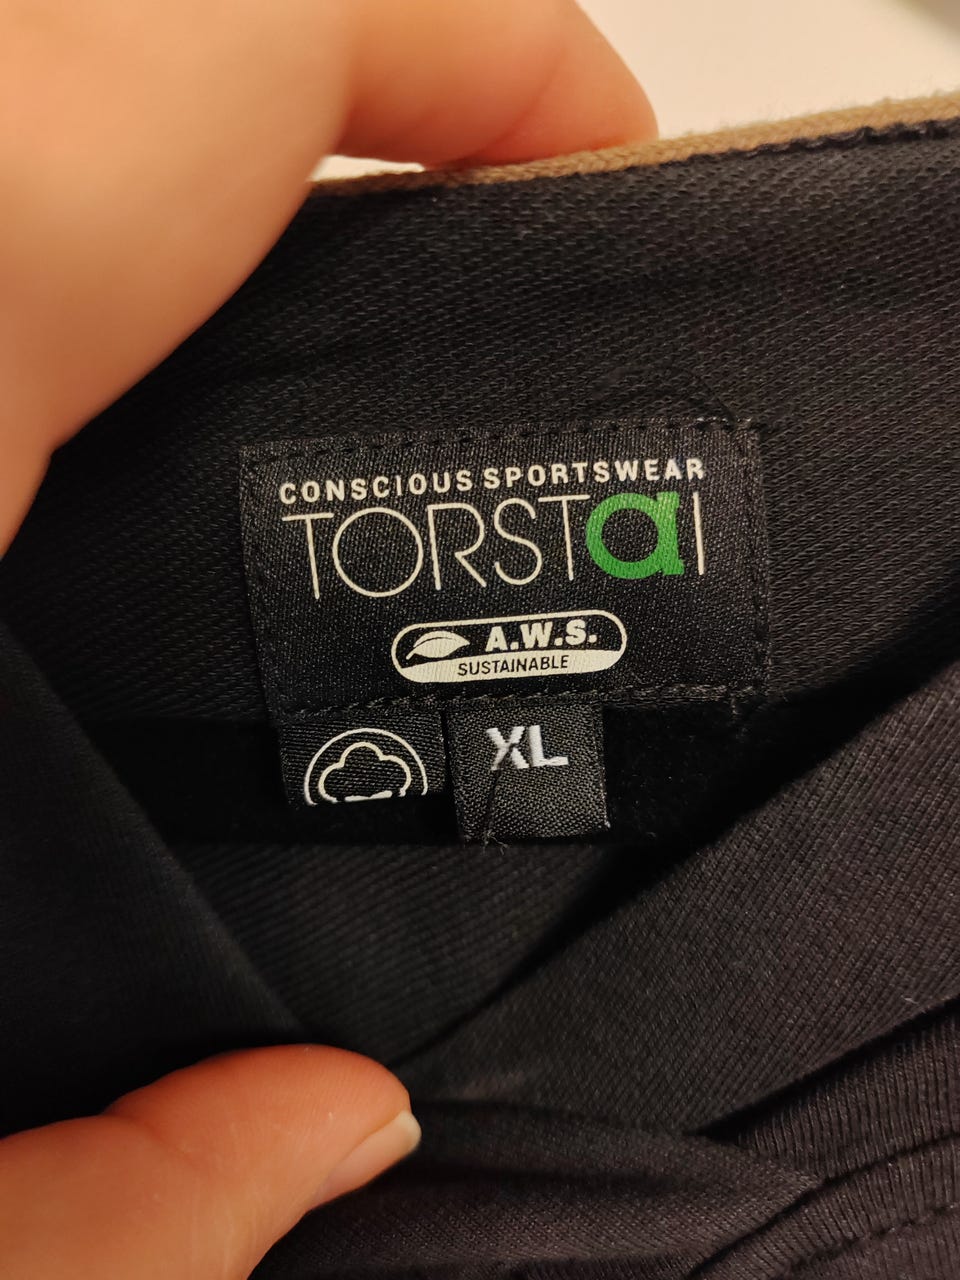 CONSCIOUS SPORTSWEAR
TORSTaI
A.W.S.
SUSTAINABLE
XL